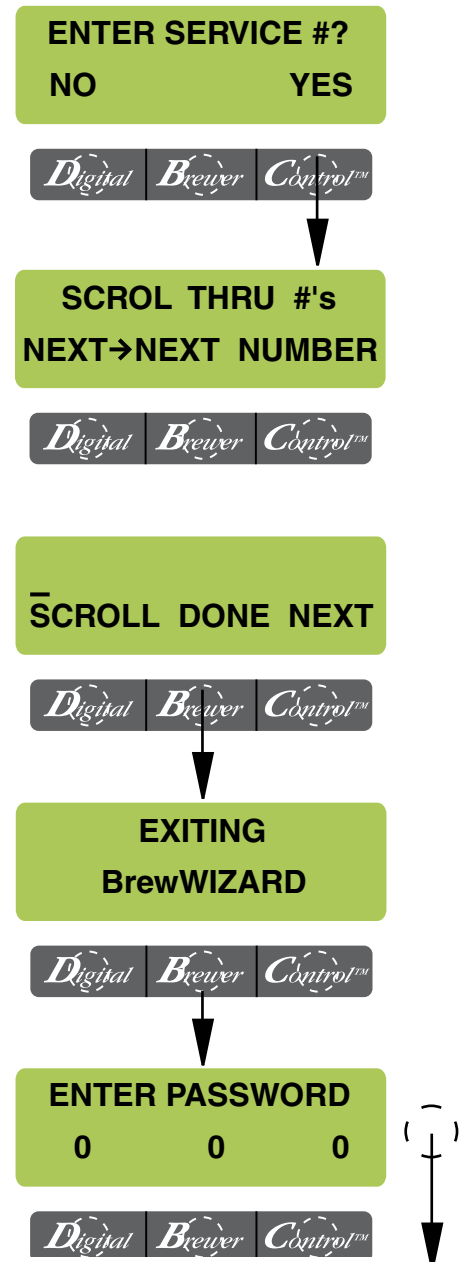 ENTER SERVICE #?
NO YES
Digital Brewer Control™
SCROL THRU #'s
NEXT→NEXT NUMBER
Digital Brewer Control™
_
SCROLL DONE NEXT
Digital Brewer Control™
EXITING
BrewWIZARD
Digital Brewer Control™
ENTER PASSWORD
0 0 0
Digital Brewer Control™